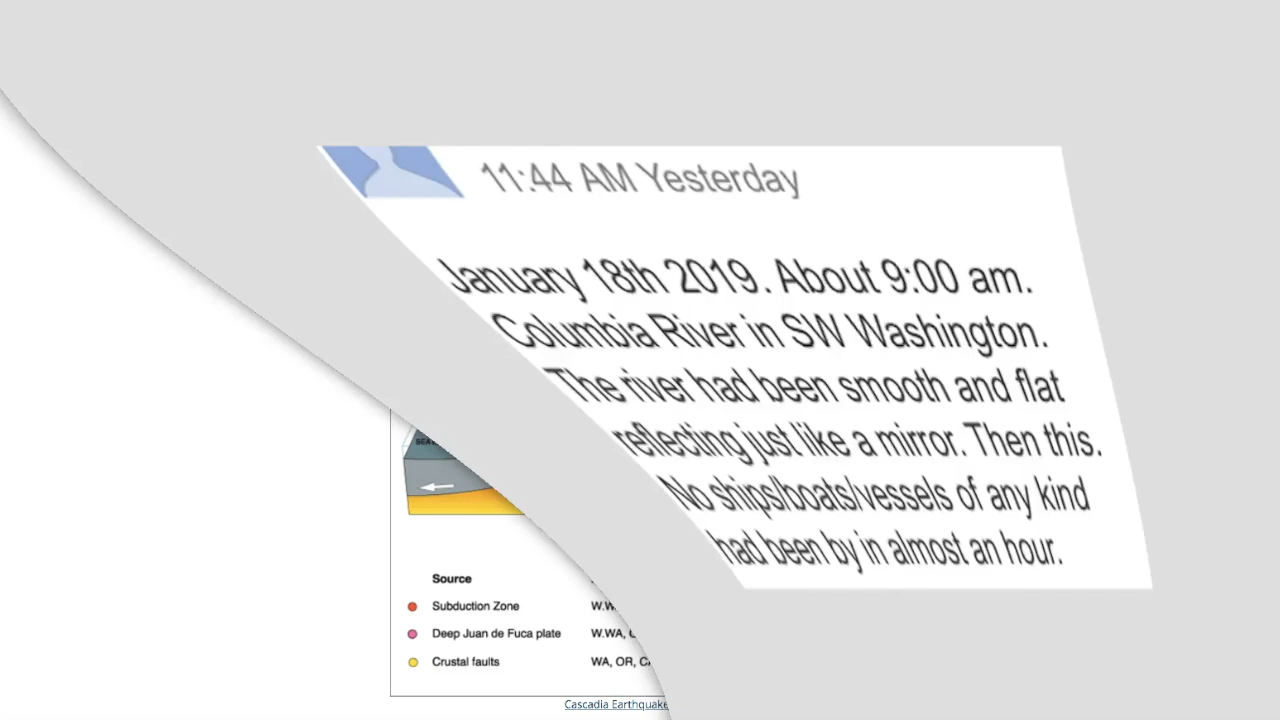 11:44 AM Yesterday
January 18th 2019. About 9:00 am.
Columbia River in SW Washington.
The river had been smooth and flat
reflecting just like a mirror. Then this.
No ships/boats/vessels of any kind
had been by in almost an hour.
Source
Subduction Zone
Deep Juan de Fuca plate W.WA,
Crustal faults WA, OR,
Cascadia Earthquake